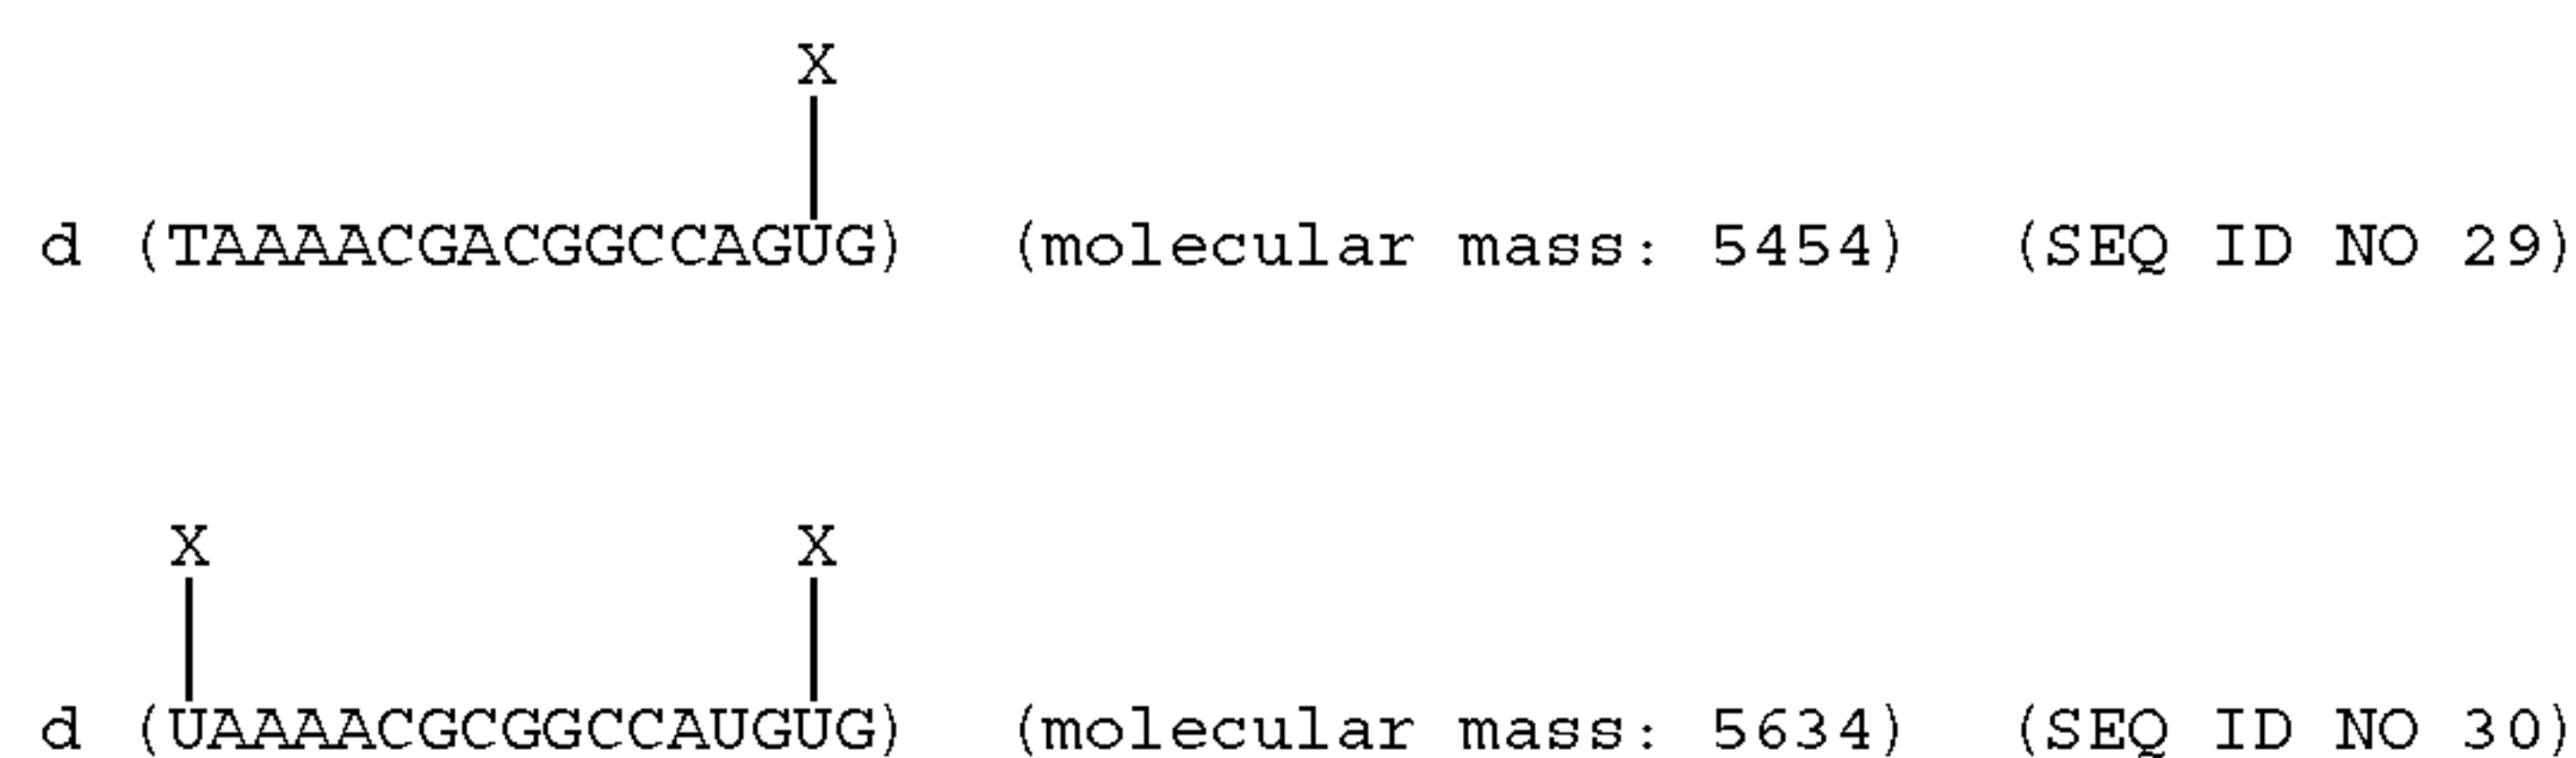 X
d (TAAAACGACGGCCAGUG) (molecular mass: 5454) (SEQ ID NO 29)
X X
d (UAAAACGCGGCCAUGUG) (molecular mass: 5634) (SEQ ID NO 30)